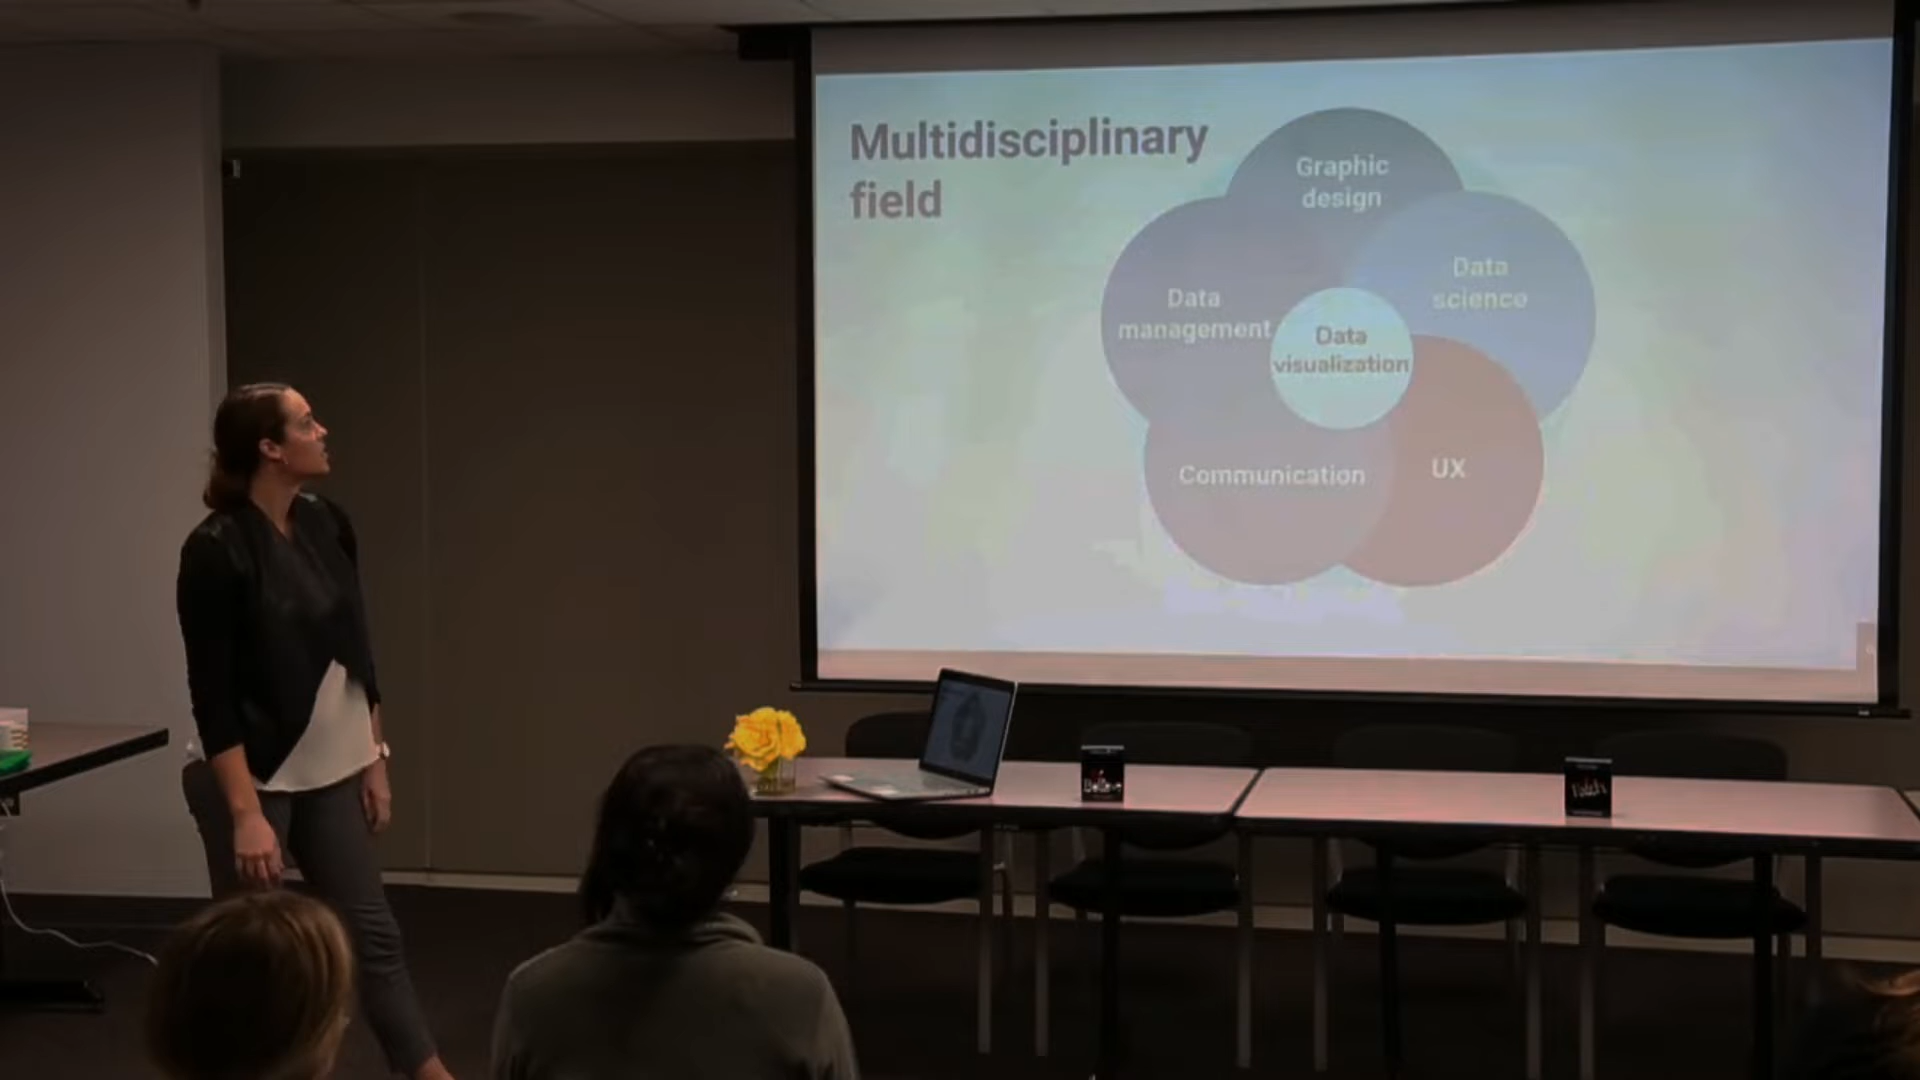 Multidisciplinary
field
Graphic
design
Data
science
Data
management
Data
visualization
Communication
UX